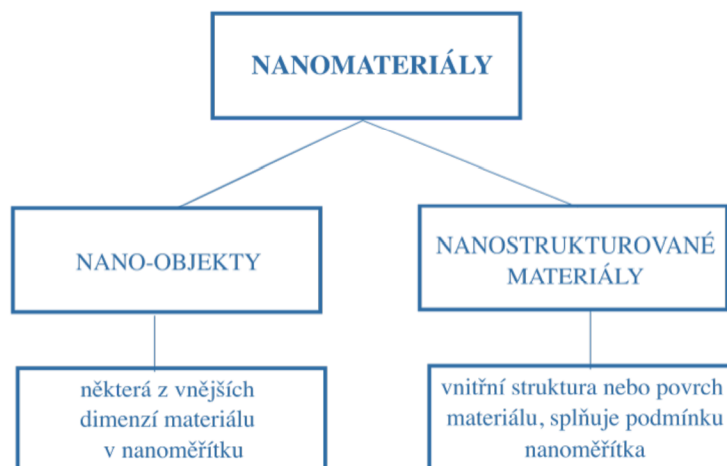 NANOMATERIÁLY
NANO-OBJEKTY
NANOSTRUKTUROVANÉ
MATERIÁLY
některá z vnějších
dimenzí materiálu
v nanoměřítku
vnitřní struktura nebo povrch
materiálu, splňuje podmínku
nanoměřítka